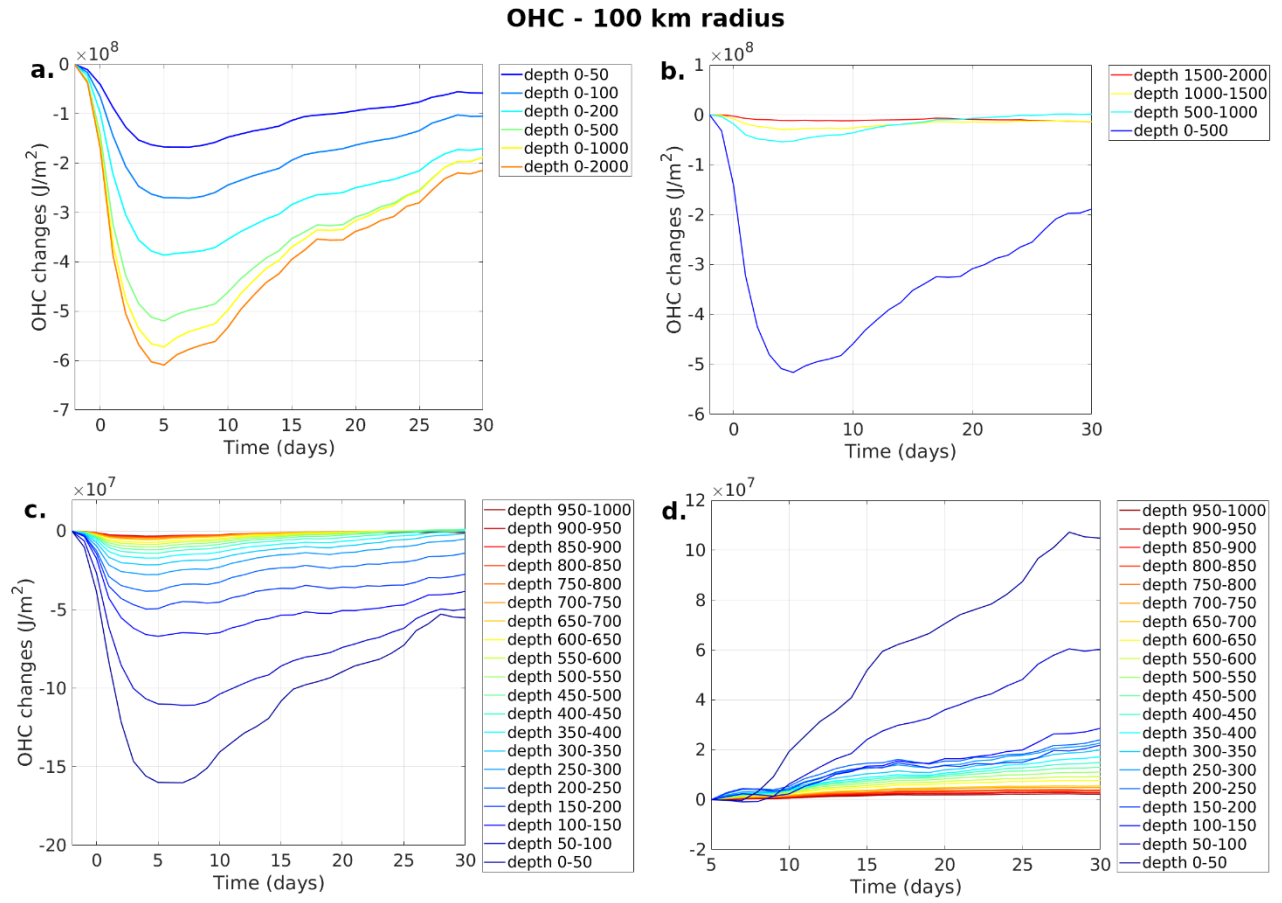 OHC - 100 km radius
a.
×10^8
0
-1
-2
-3
-4
-5
-6
-7
OHC changes (J/m²)
0 5 10 15 20 25 30
Time (days)
depth 0-50
depth 0-100
depth 0-200
depth 0-500
depth 0-1000
depth 0-2000
b.
×10^8
1
0
-1
-2
-3
-4
-5
-6
OHC changes (J/m²)
0 10 20 30
Time (days)
depth 1500-2000
depth 1000-1500
depth 500-1000
depth 0-500
c.
×10^7
0
-5
-10
-15
-20
OHC changes (J/m²)
0 5 10 15 20 25 30
Time (days)
depth 950-1000
depth 900-950
depth 850-900
depth 800-850
depth 750-800
depth 700-750
depth 650-700
depth 600-650
depth 550-600
depth 500-550
depth 450-500
depth 400-450
depth 350-400
depth 300-350
depth 250-300
depth 200-250
depth 150-200
depth 100-150
depth 50-100
depth 0-50
d.
×10^7
12
10
8
6
4
2
0
-2
5 10 15 20 25 30
Time (days)
depth 950-1000
depth 900-950
depth 850-900
depth 800-850
depth 750-800
depth 700-750
depth 650-700
depth 600-650
depth 550-600
depth 500-550
depth 450-500
depth 400-450
depth 350-400
depth 300-350
depth 250-300
depth 200-250
depth 150-200
depth 100-150
depth 50-100
depth 0-50